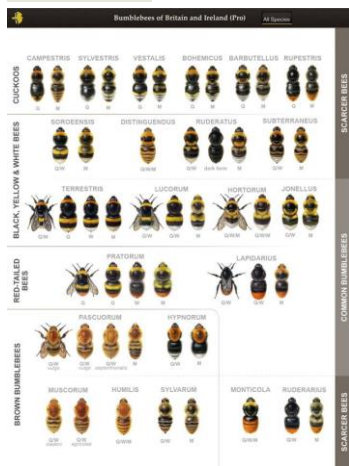 Bumblebees of Britain and Ireland (Pro)
All Species
CUCKOOS
CAMPESTRIS SYLVESTRIS VESTALIS BOHEMICUS BARBUTELLUS RUPESTRIS
Q M Q M Q M Q M Q M Q M
SCARCER BEES
BLACK, YELLOW & WHITE BEES
SOROEENSIS DISTINGUENDUS RUDERATUS SUBTERRANEUS
Q/W M Q/W/M Q/W dark form M Q/W M
TERRESTRIS LUCORUM HORTORUM JONELLUS
COMMON BUMBLEBEES
RED-TAILED BEES
PRATORUM LAPIDARIUS
BROWN BUMBLEBEES
PASCUORUM HYPNORUM
MUSCORUM HUMILIS SYLVARUM MONTICOLA RUDERARIUS
Q/W/M Q/W M Q/W/M Q/W M
SCARCER BEES